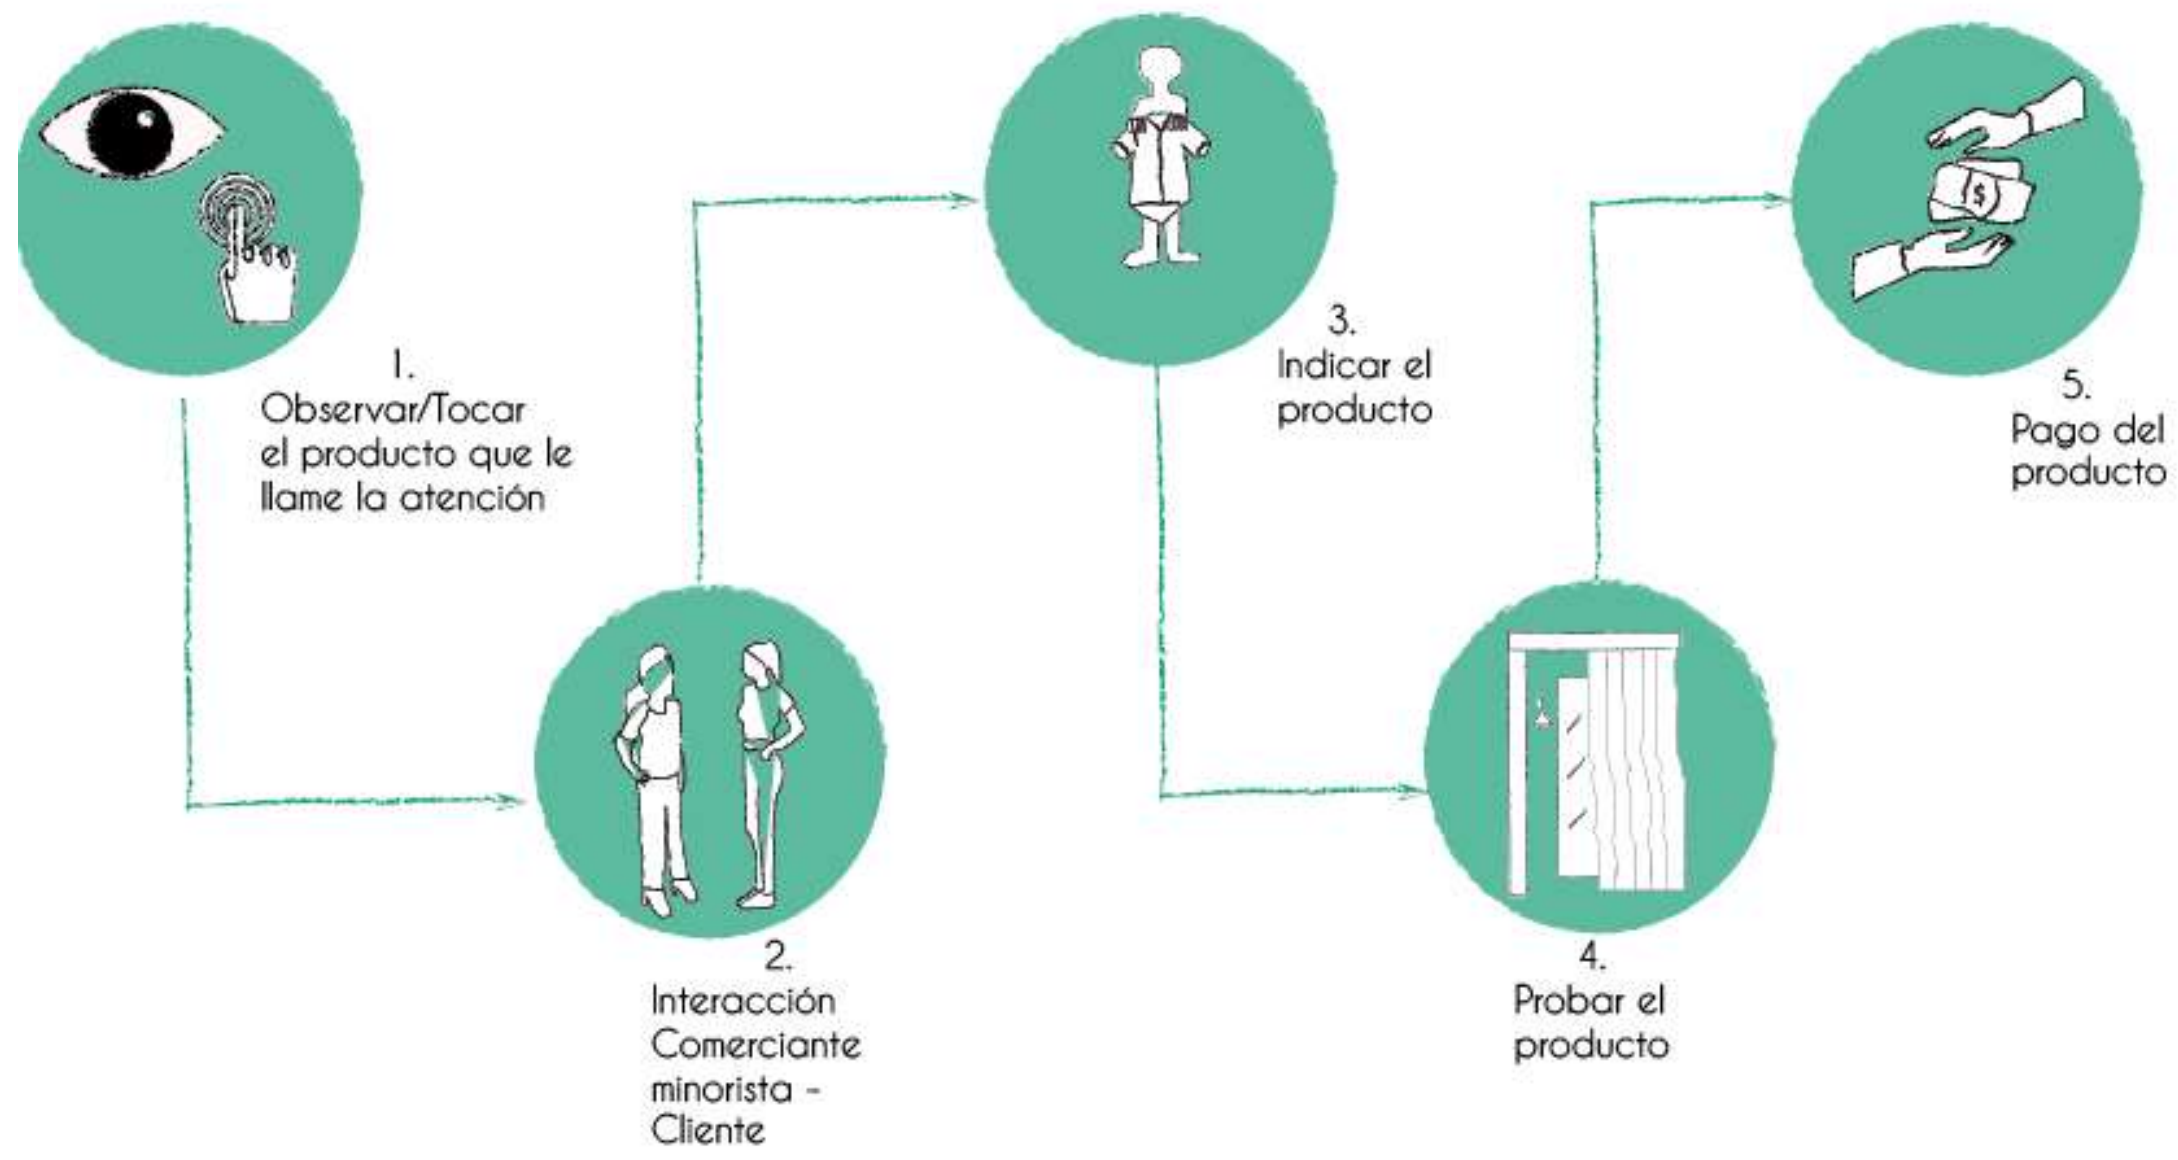 1.
Observar/Tocar
el producto que le
llame la atención
2.
Interacción
Comerciante
minorista -
Cliente
3.
Indicar el
producto
4.
Probar el
producto
5.
Pago del
producto
$